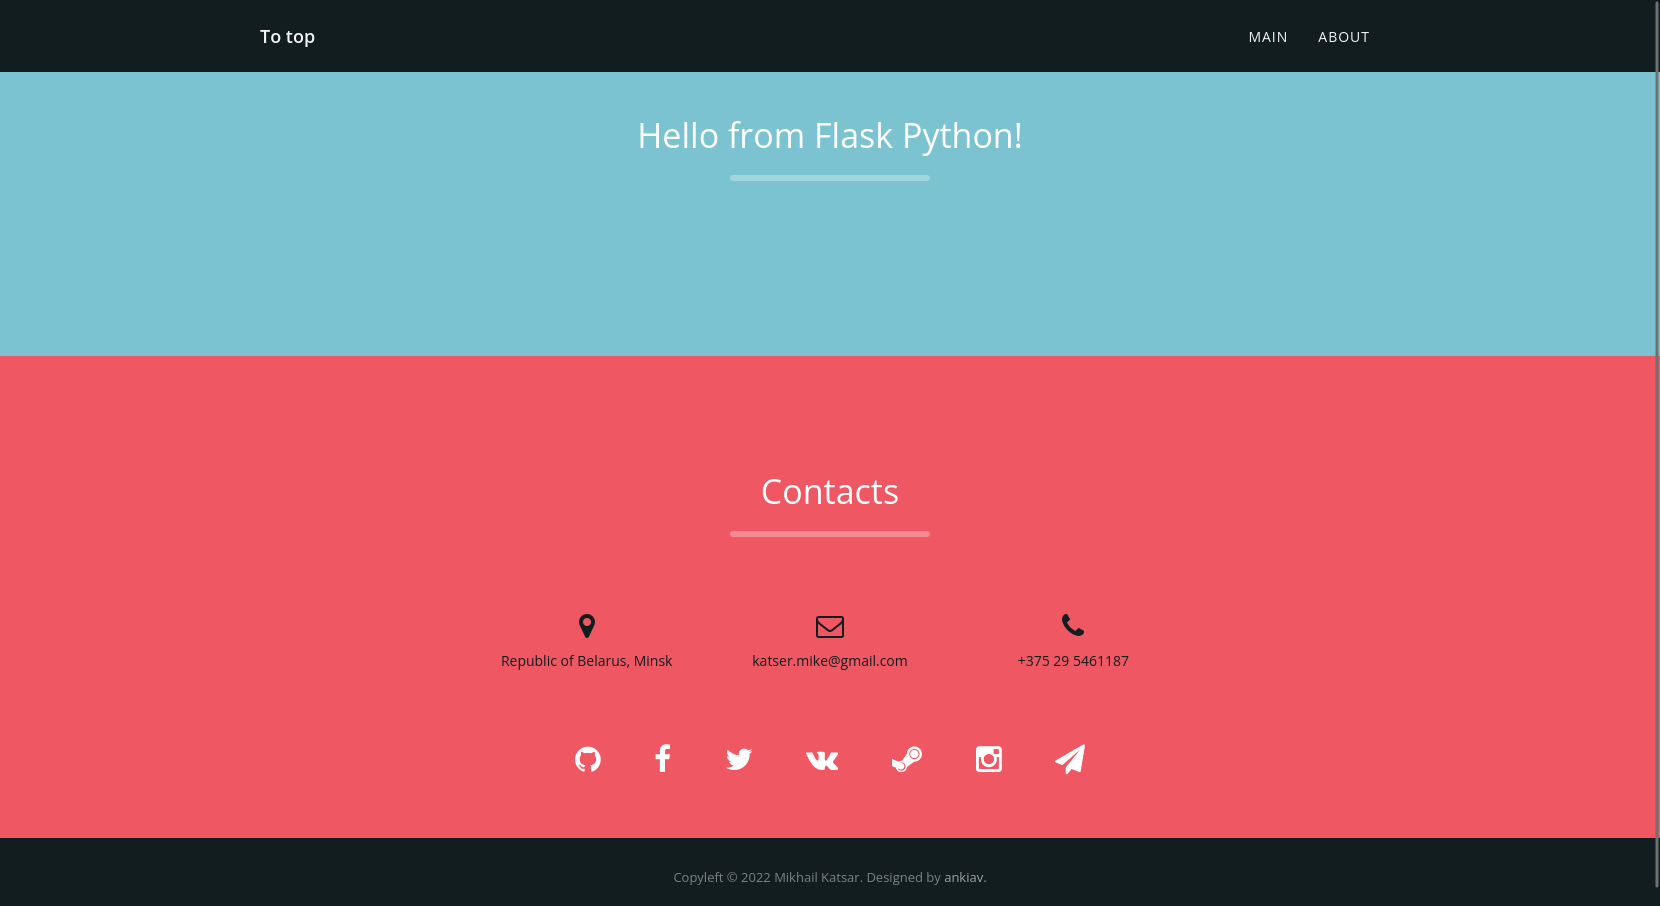 To top
MAIN ABOUT
Hello from Flask Python!
Contacts
Republic of Belarus, Minsk
katser.mike@gmail.com
+375 29 5461187
Copyleft © 2022 Mikhail Katsar. Designed by ankiav.